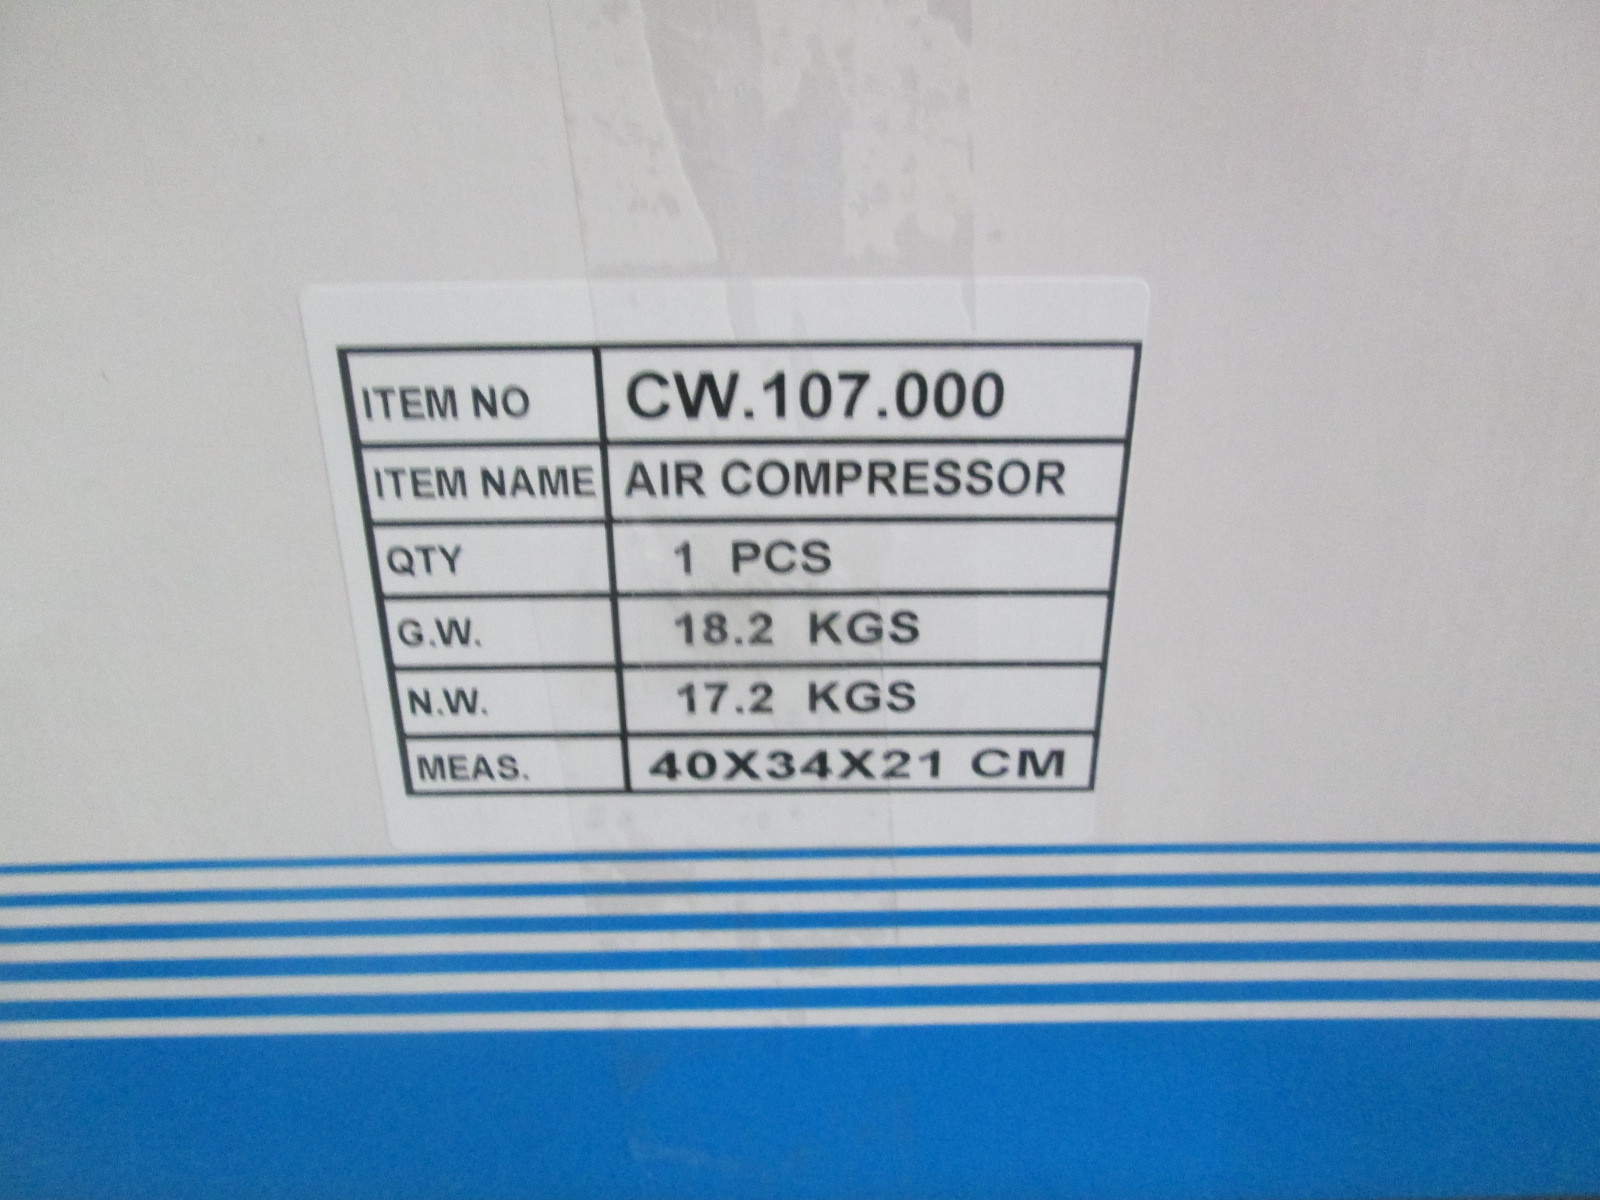 ITEM NO CW.107.000
ITEM NAME AIR COMPRESSOR
QTY 1 PCS
G.W. 18.2 KGS
N.W. 17.2 KGS
MEAS. 40X34X21 CM